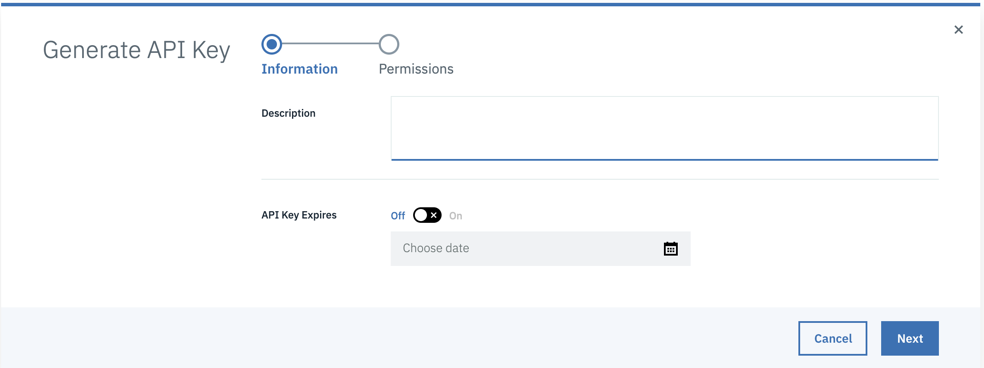 Generate API Key
Information
Permissions
Description
API Key Expires
Off
On
Choose date
Cancel
Next